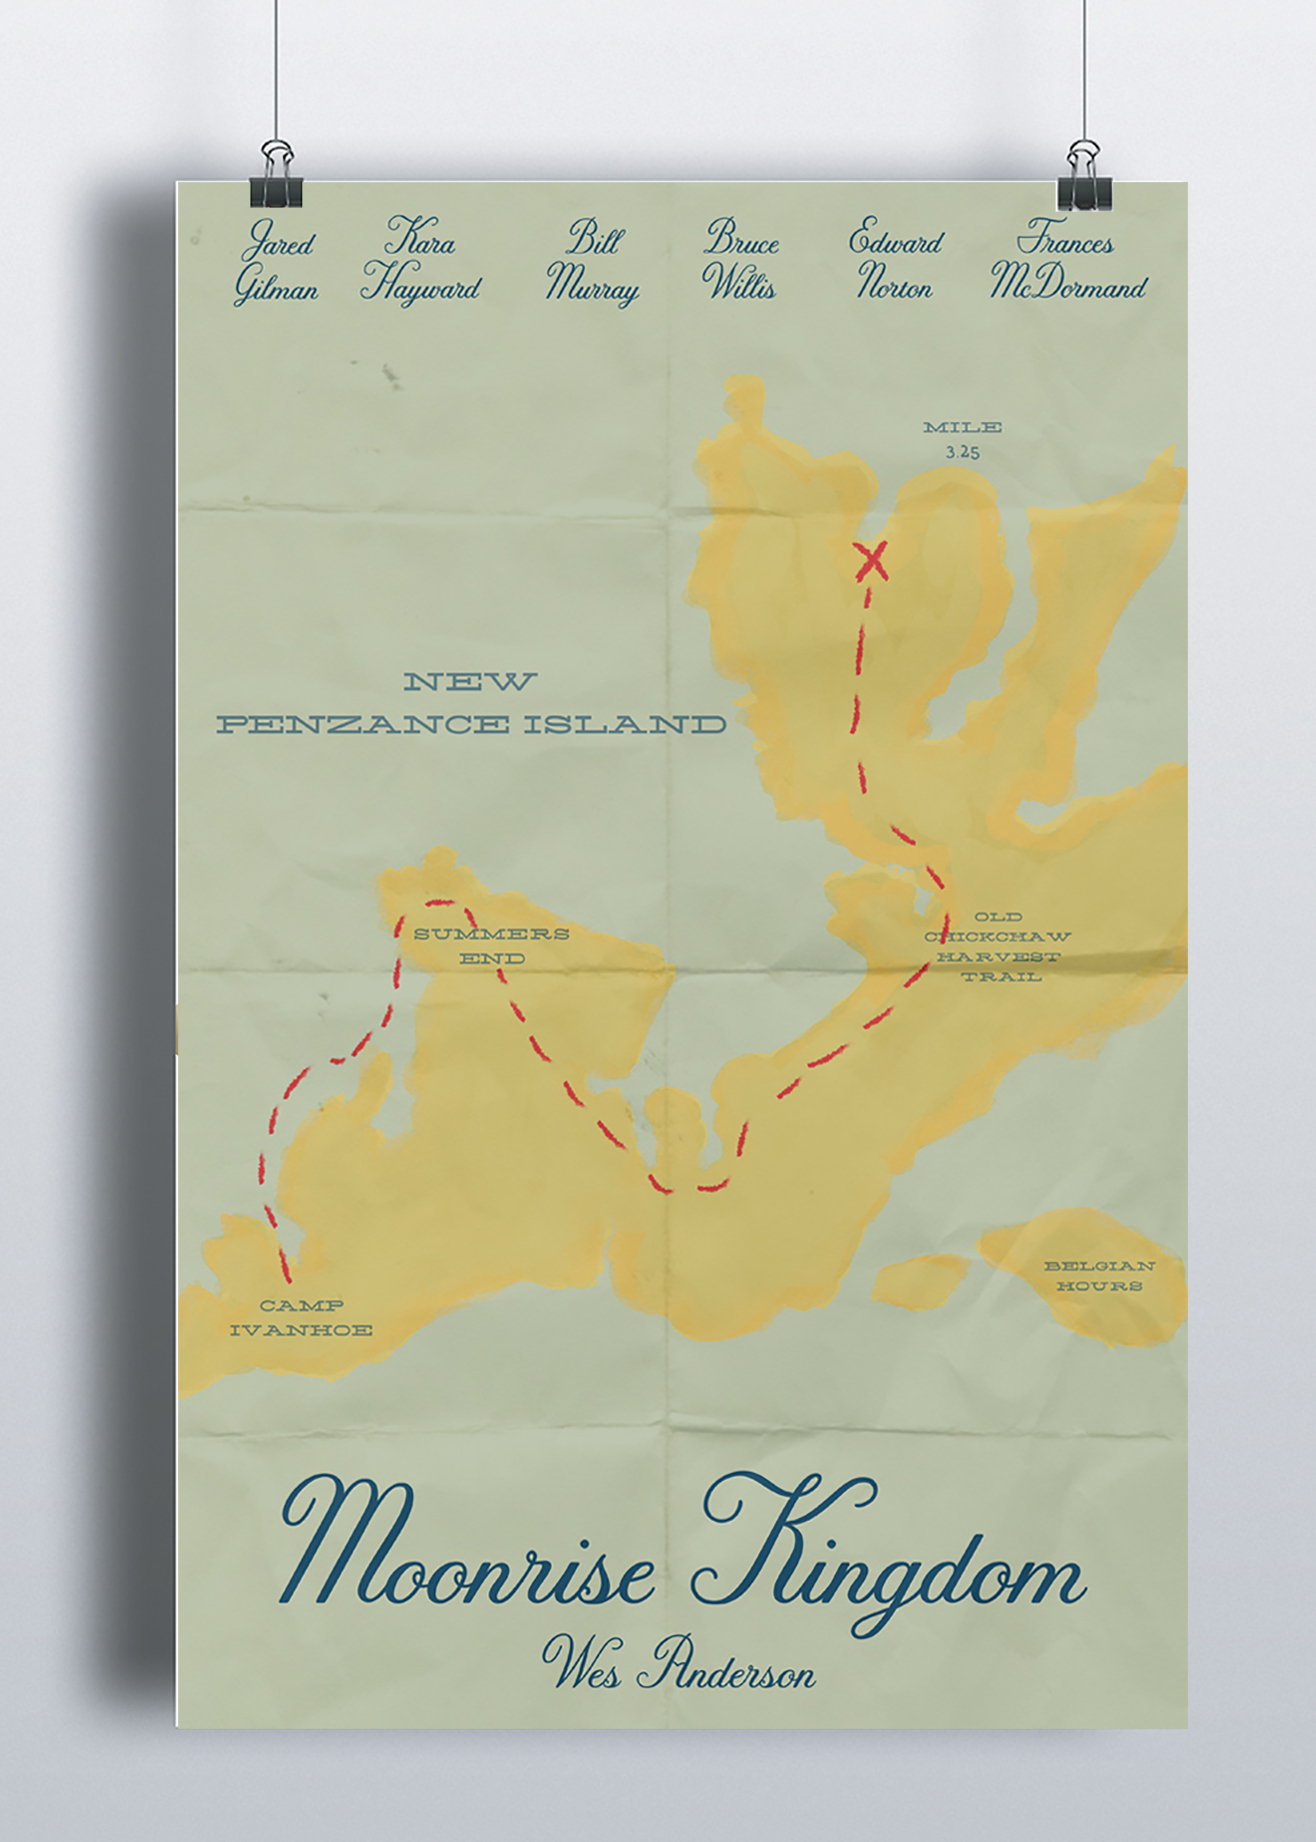 Jared Gilman
Kara Hayward
Bill Murray
Bruce Willis
Edward Norton
Frances McDormand
MILE
3.25
NEW
PENZANCE ISLAND
SUMMERS
END
OLD
CHICKCHAW
HARVEST
TRAIL
BELGIAN
HOURS
CAMP
IVANHOE
Moonrise Kingdom
Wes Anderson